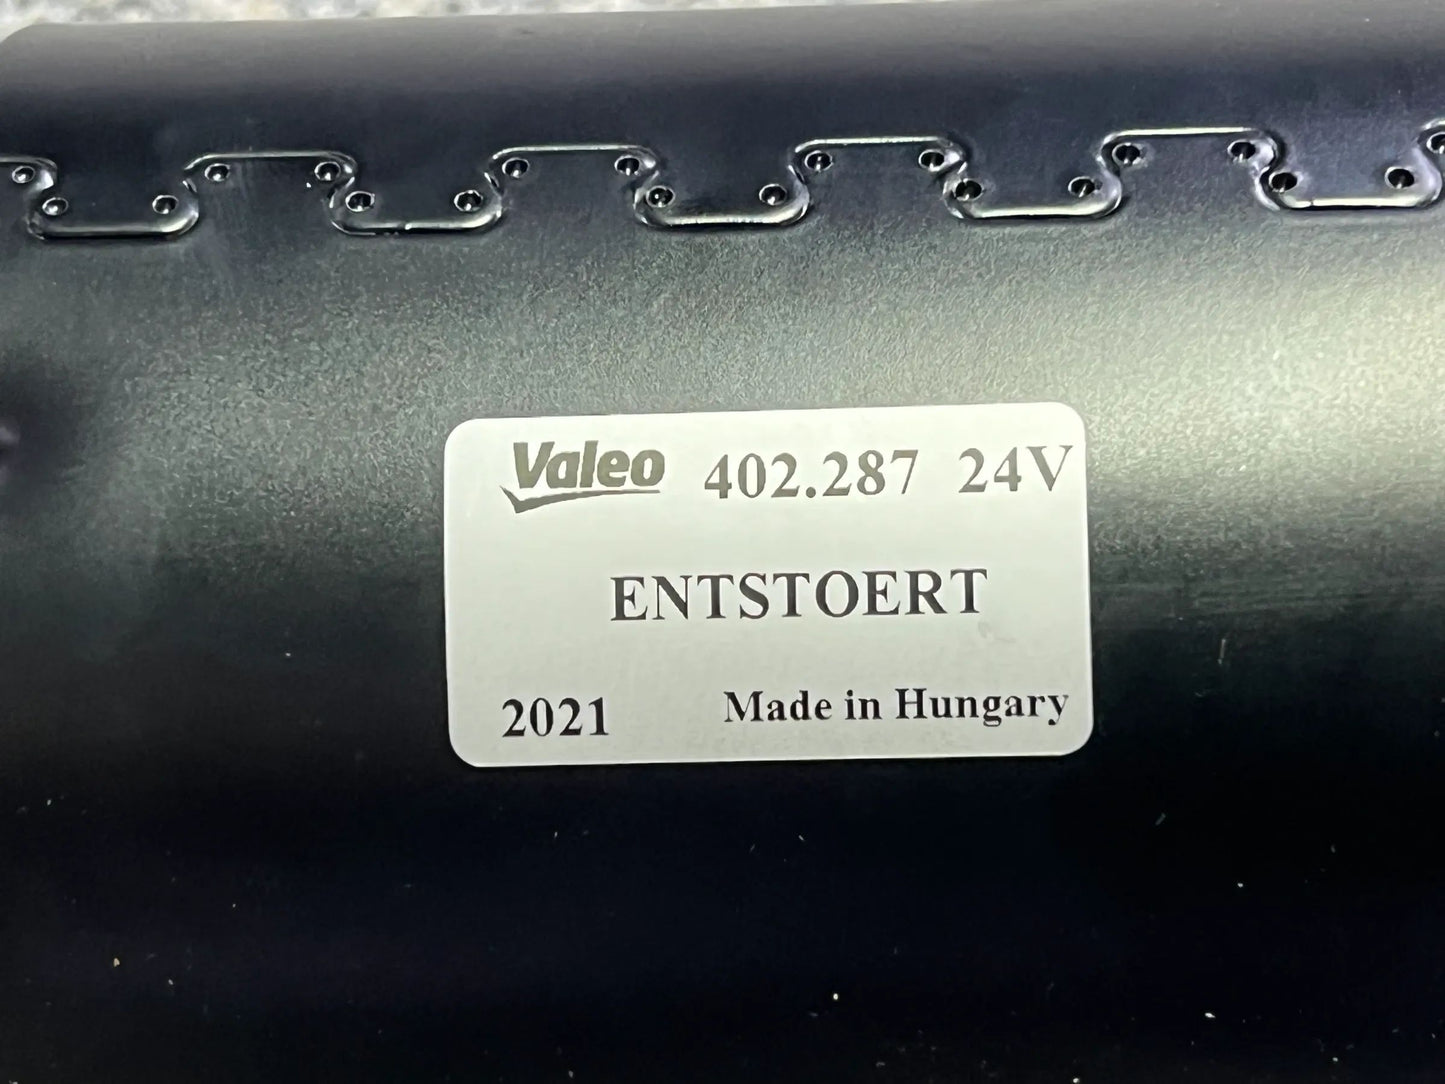 Valeo 402.287 24V
ENTSTOERT
2021 Made in Hungary